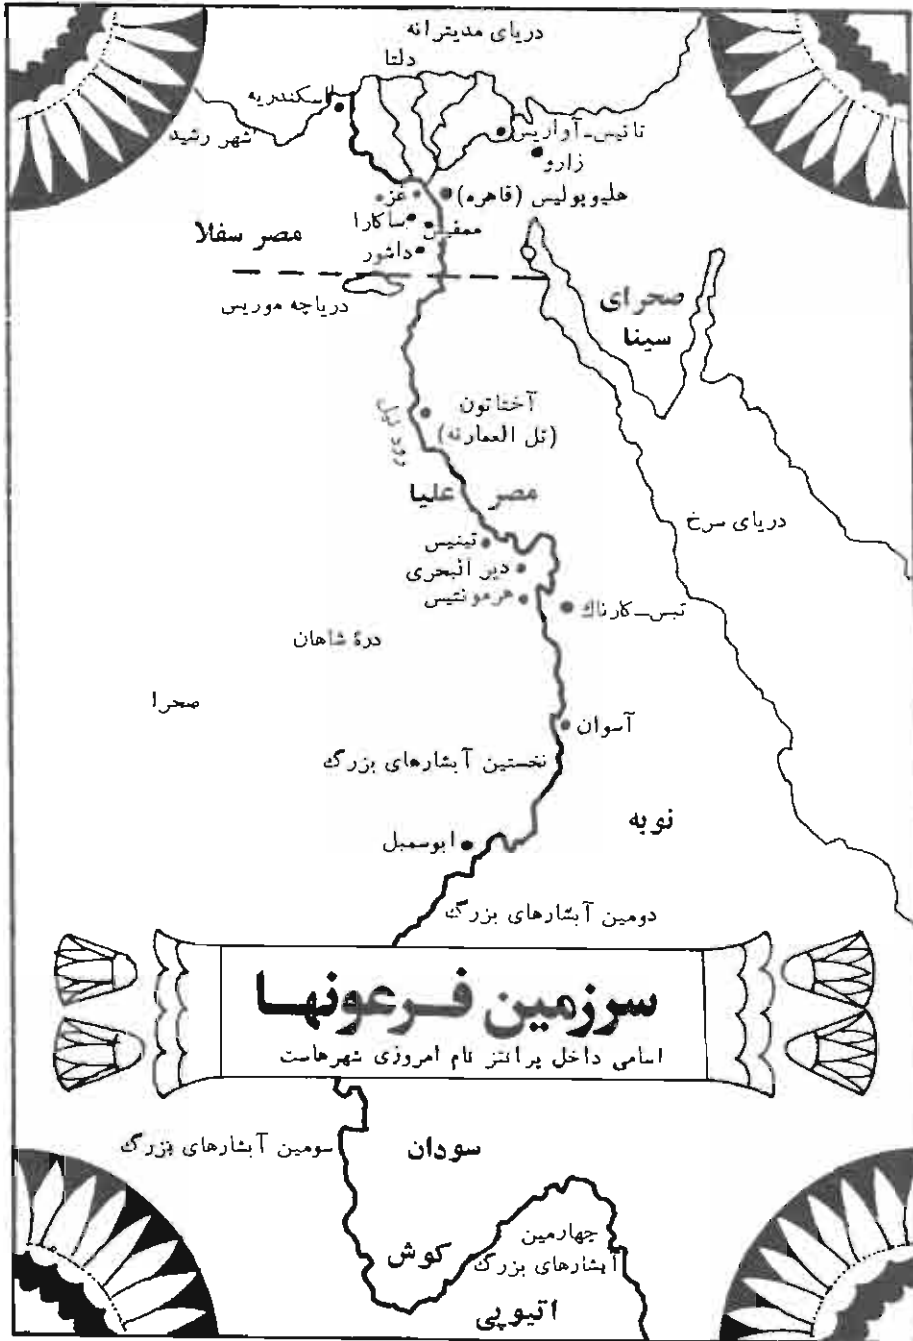 دریای مدیترانه
دلتا
اسکندریه
شهر رشید
تانیس-آواریس
زارو
هلیوپولیس (قاهره)
غزه
ساکارا
ممفیس
مصر سفلا
داشور
دریاچه موریس
صحرای
سینا
آختاتون
(تل العمارنه)
رود نیل
مصر علیا
دریای سرخ
تینیس
دیر البحری
هرمونتیس
تبس-کارناك
درهٔ شاهان
صحرا
آسوان
نخستین آبشارهای بزرگ
نوبه
ابوسمبل
دومین آبشارهای بزرگ
سرزمین فرعونها
اسامی داخل پرانتز نام امروزی شهرهاست
سومین آبشارهای بزرگ
سودان
چهارمین
آبشارهای بزرگ
کوش
اتیوپی